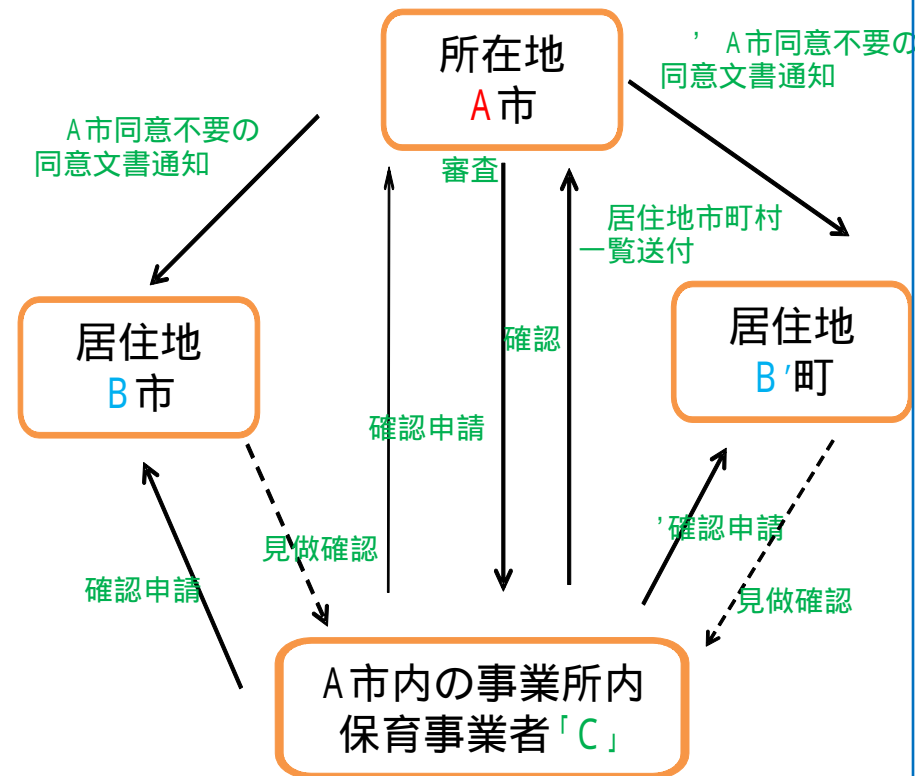 所在地
A市
' A市同意不要の
同意文書通知
A市同意不要の
同意文書通知
審査
居住地市町村
一覧送付
居住地
B市
確認
居住地
B'町
確認申請
'確認申請
見做確認
確認申請
見做確認
A市内の事業所内
保育事業者「C」